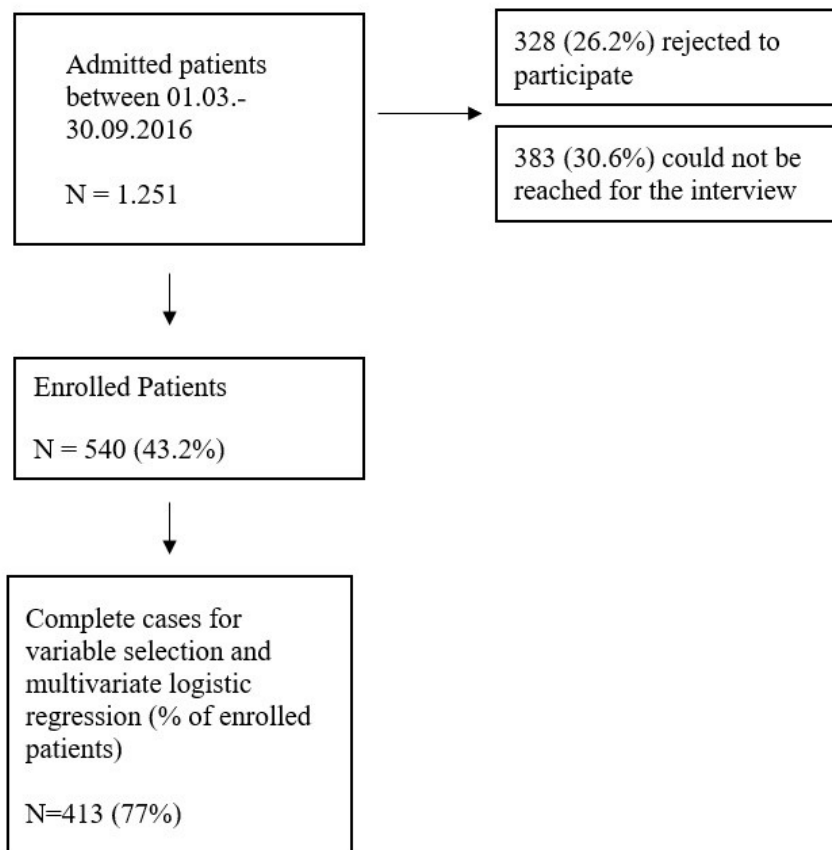 Admitted patients
between 01.03.-
30.09.2016
N = 1.251
328 (26.2%) rejected to
participate
383 (30.6%) could not be
reached for the interview
Enrolled Patients
N = 540 (43.2%)
Complete cases for
variable selection and
multivariate logistic
regression (% of enrolled
patients)
N=413 (77%)